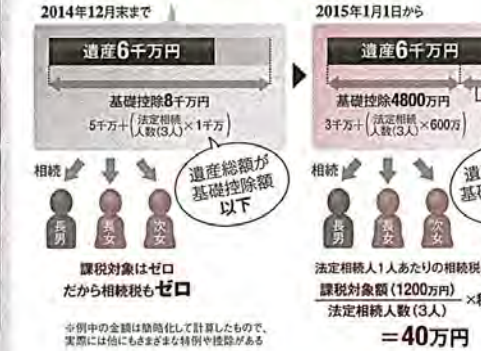 2014年12月末まで
遺産6千万円
基礎控除8千万円
5千万+(法定相続人数(3人)×1千万)
遺産総額が
基礎控除額
以下
相続
長男
長女
次女
課税対象はゼロ
だから相続税もゼロ
※例中の金額は簡略化して計算したもので、
実際には他にもさまざまな特例や控除がある
2015年1月1日から
遺産6千万円
基礎控除4800万円
3千万+(法定相続人数(3人)×600万)
遺
基礎
相続
長男
長女
次女
法定相続人1人あたりの相続税
課税対象額(1200万円)
法定相続人数(3人)
×
=40万円